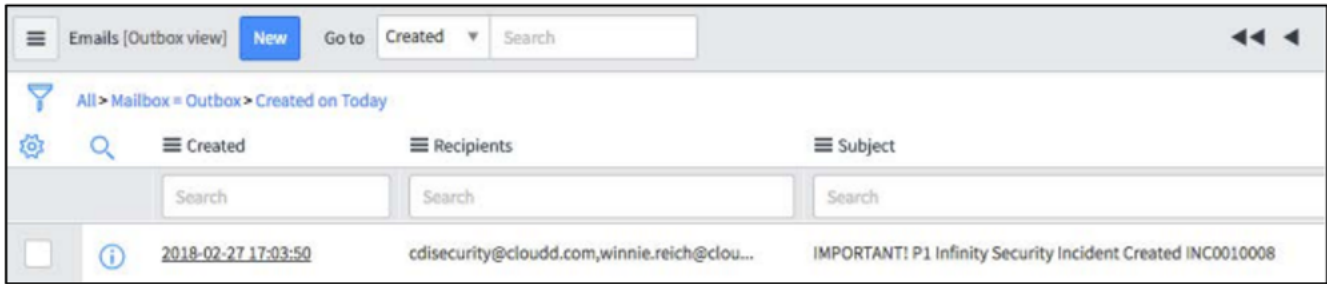 Emails [Outbox view] New Go to Created Search
All > Mailbox = Outbox > Created on Today
Created Recipients Subject
Search Search Search
2018-02-27 17:03:50 cdisecurity@cloudd.com,winnie.reich@clou... IMPORTANT! P1 Infinity Security Incident Created INC0010008